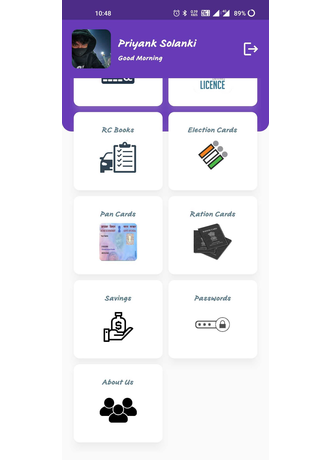 10:48
89%
Priyank Solanki
Good Morning
LICENCE
RC Books
Election Cards
Pan Cards
Ration Cards
Savings
Passwords
About Us